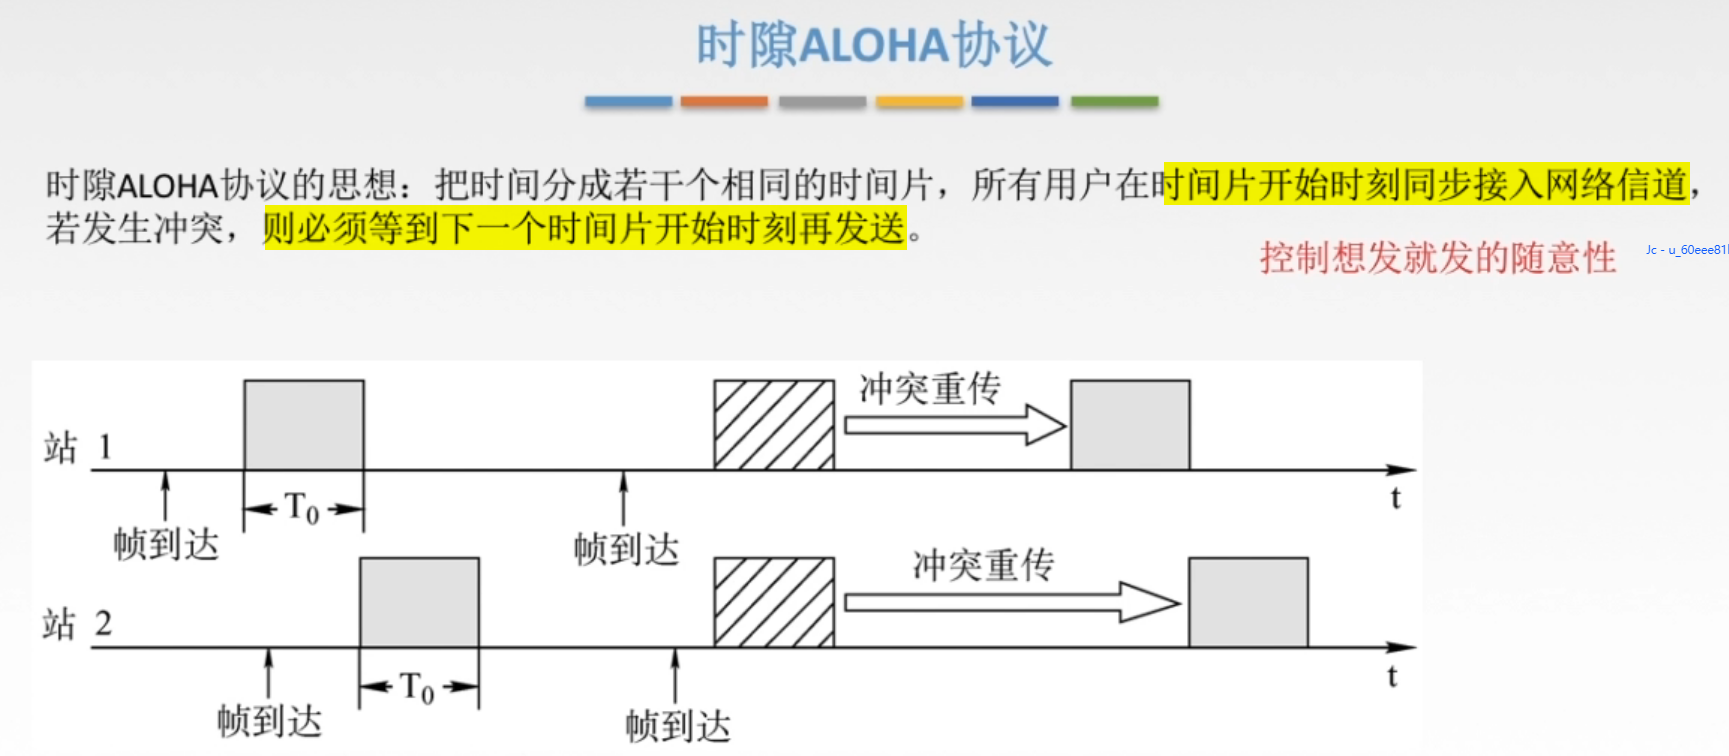 时隙ALOHA协议
时隙ALOHA协议的思想：把时间分成若干个相同的时间片，所有用户在时间片开始时刻同步接入网络信道，
若发生冲突，则必须等到下一个时间片开始时刻再发送。
控制想发就发的随意性
Jc - u_60eee81
冲突重传
站 1
t
T0
帧到达
帧到达
冲突重传
站 2
t
T0
帧到达
帧到达